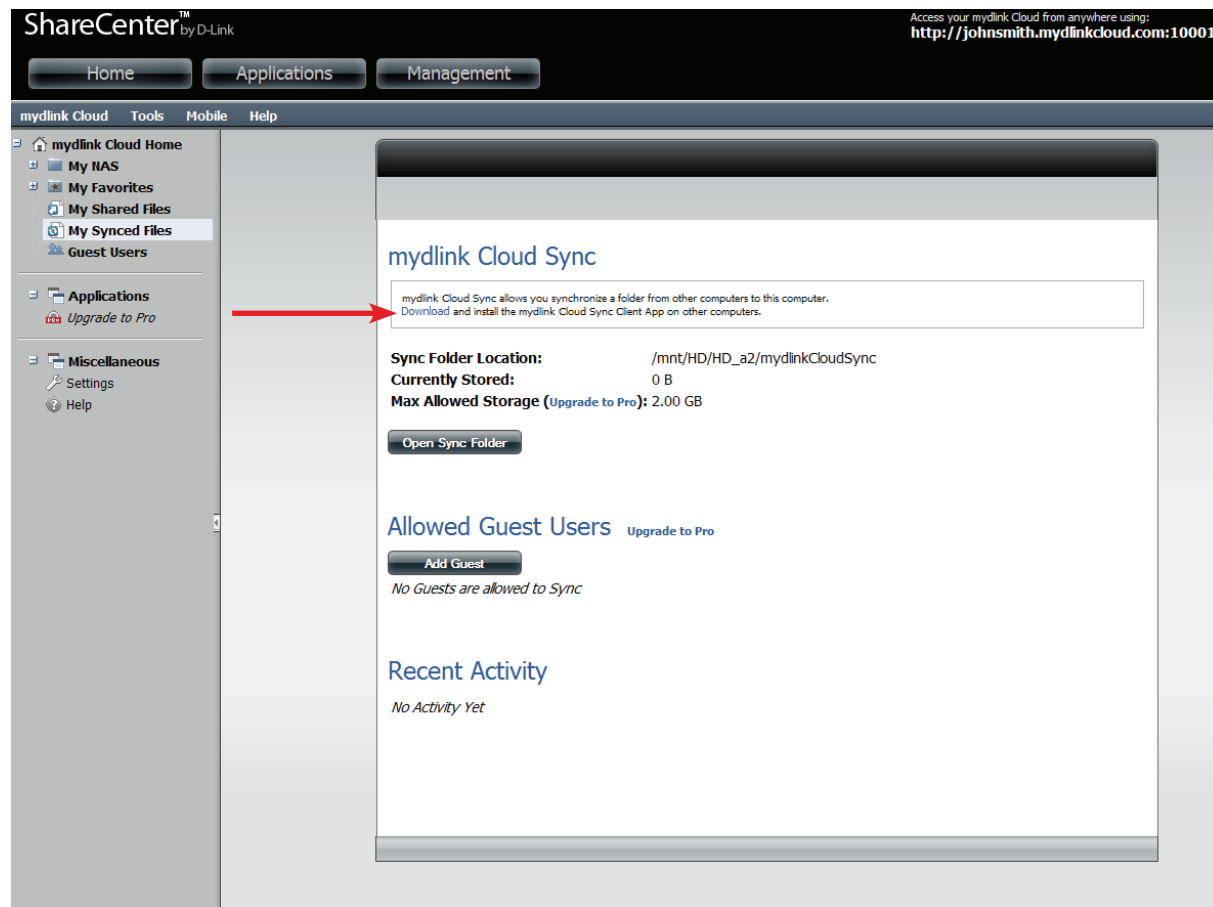 ShareCenter™ by D-Link
Access your mydlink Cloud from anywhere using:
http://johnsmith.mydlinkcloud.com:10001
Home Applications Management
mydlink Cloud Tools Mobile Help
mydlink Cloud Home
My NAS
My Favorites
My Shared Files
My Synced Files
Guest Users
Applications
PRO Upgrade to Pro
Miscellaneous
Settings
Help
mydlink Cloud Sync
mydlink Cloud Sync allows you synchronize a folder from other computers to this computer.
Download and install the mydlink Cloud Sync Client App on other computers.
Sync Folder Location: /mnt/HD/HD_a2/mydlinkCloudSync
Currently Stored: 0 B
Max Allowed Storage (Upgrade to Pro): 2.00 GB
Open Sync Folder
Allowed Guest Users Upgrade to Pro
Add Guest
No Guests are allowed to Sync
Recent Activity
No Activity Yet